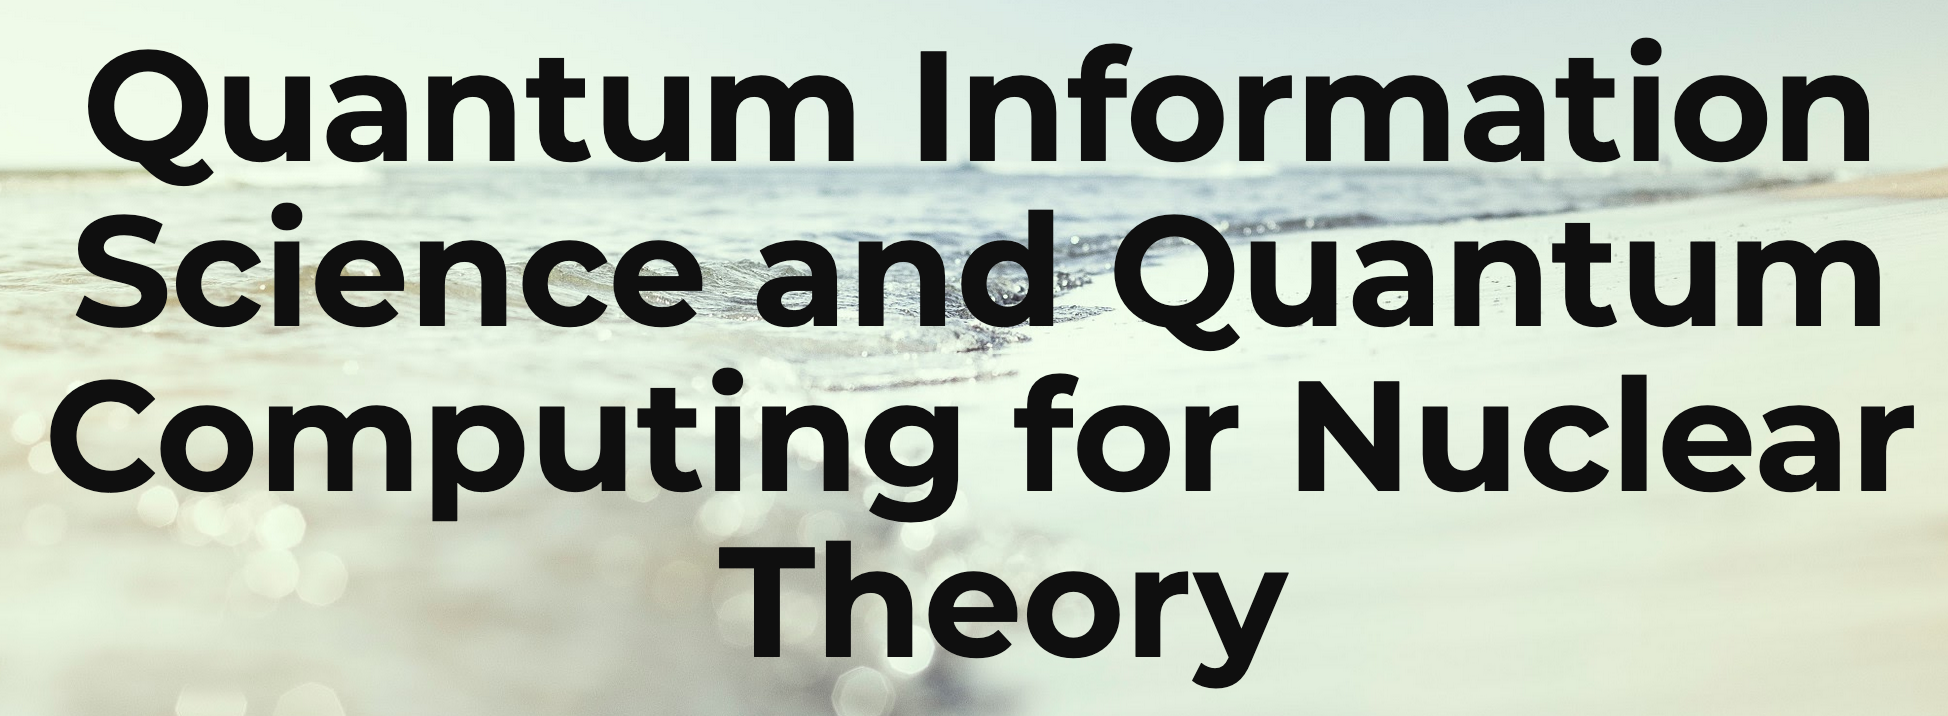 Quantum Information
Science and Quantum
Computing for Nuclear
Theory